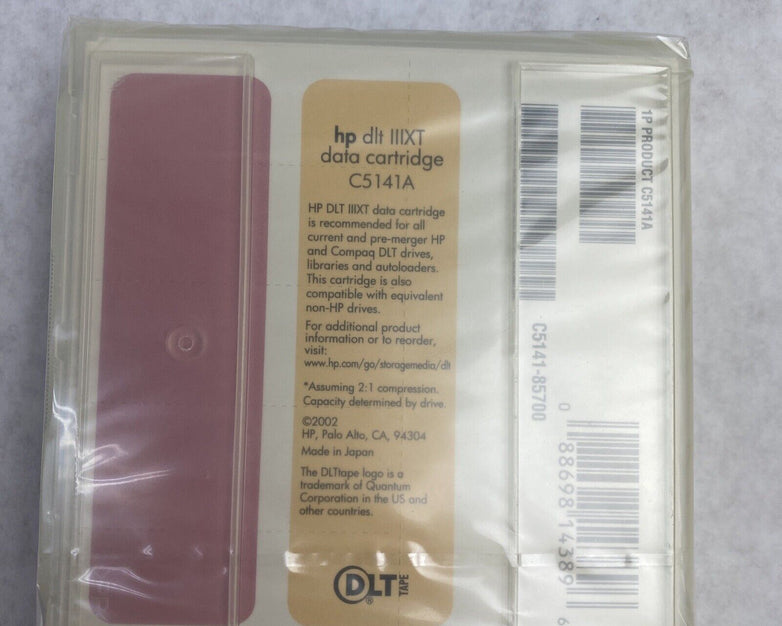 hp dlt IIIXT
data cartridge
C5141A
HP DLT IIIXT data cartridge
is recommended for all
current and pre-merger HP
and Compaq DLT drives,
libraries and autoloaders.
This cartridge is also
compatible with equivalent
non-HP drives.
For additional product
information or to reorder,
visit:
www.hp.com/go/storagemedia/dlt
*Assuming 2:1 compression.
Capacity determined by drive.
©2002
HP, Palo Alto, CA, 94304
Made in Japan
The DLTtape logo is a
trademark of Quantum
Corporation in the US and
other countries.
DLT TAPE ®
1P PRODUCT C5141A
C5141-85700
0 88698 14389 6